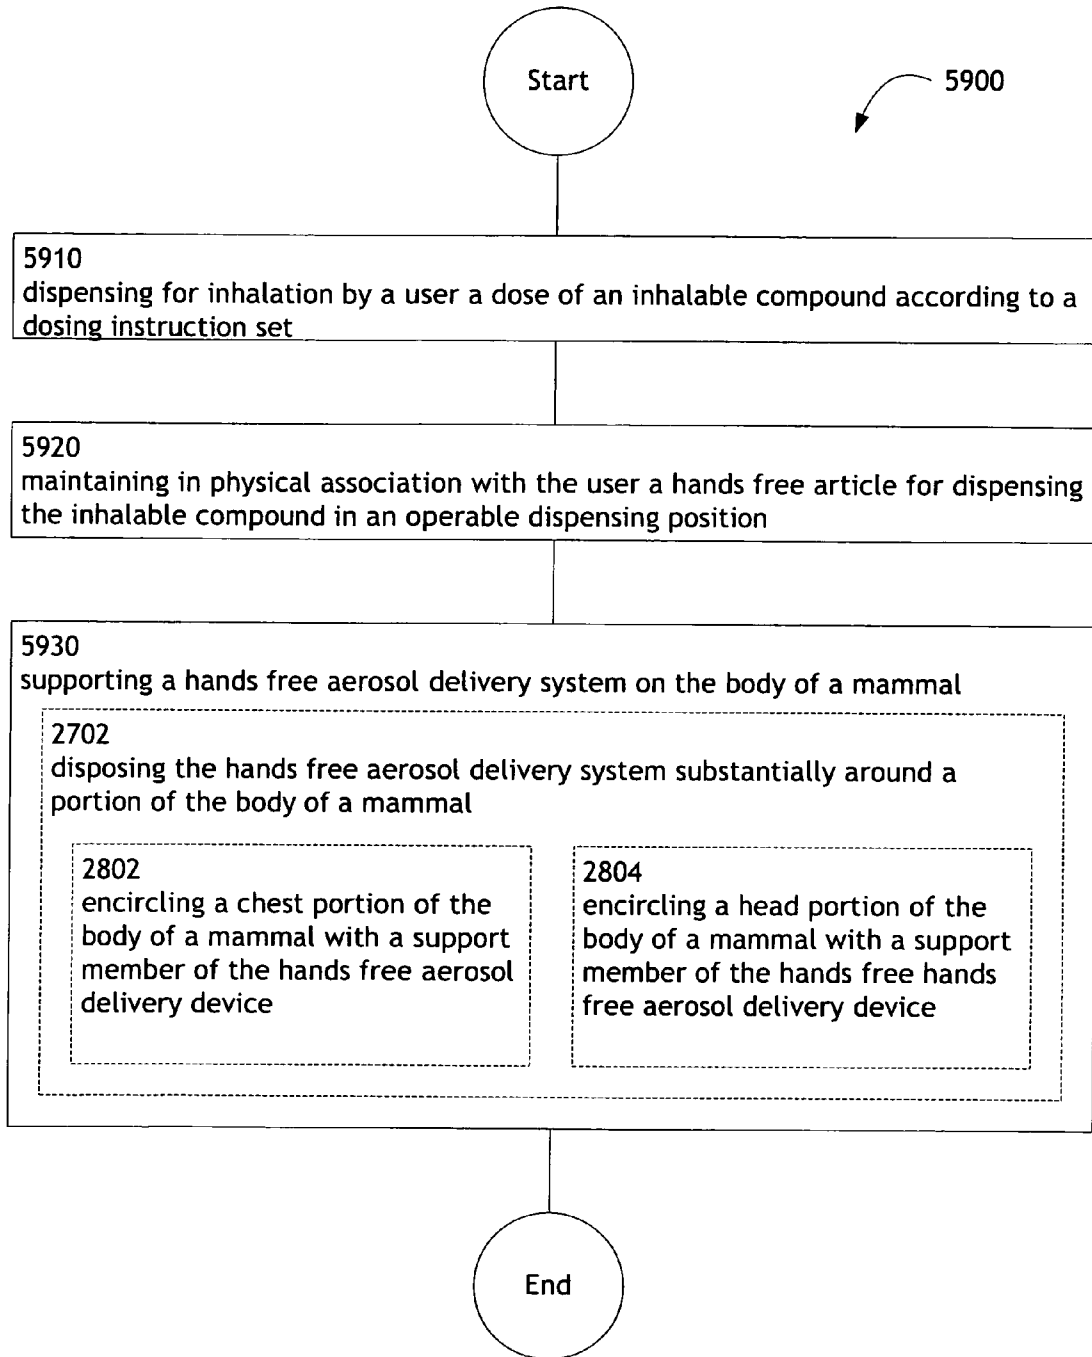 Start
5900
5910
dispensing for inhalation by a user a dose of an inhalable compound according to a
dosing instruction set
5920
maintaining in physical association with the user a hands free article for dispensing
the inhalable compound in an operable dispensing position
5930
supporting a hands free aerosol delivery system on the body of a mammal
2702
disposing the hands free aerosol delivery system substantially around a
portion of the body of a mammal
2802
encircling a chest portion of the
body of a mammal with a support
member of the hands free aerosol
delivery device
2804
encircling a head portion of the
body of a mammal with a support
member of the hands free hands
free aerosol delivery device
End